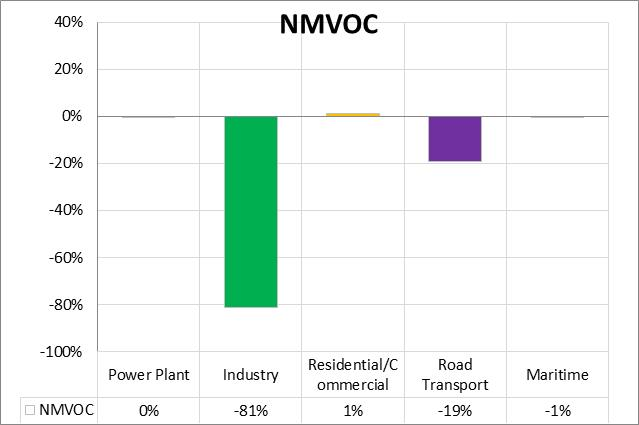 NMVOC
40%
20%
0%
-20%
-40%
-60%
-80%
-100%
Power Plant Industry Residential/C Road Maritime
ommercial Transport
NMVOC 0% -81% 1% -19% -1%